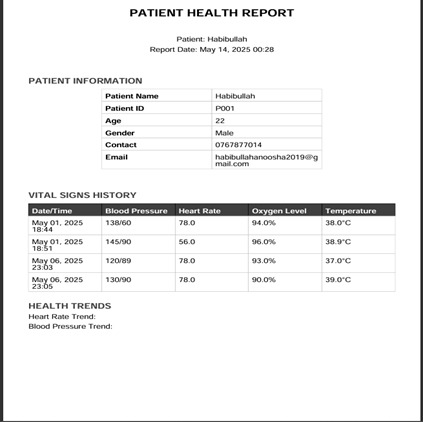 PATIENT HEALTH REPORT
Patient: Habibullah
Report Date: May 14, 2025 00:28
PATIENT INFORMATION
Patient Name Habibullah
Patient ID P001
Age 22
Gender Male
Contact 0767877014
Email habibullahanoosha2019@g
mail.com
VITAL SIGNS HISTORY
Date/Time Blood Pressure Heart Rate Oxygen Level Temperature
May 01, 2025 138/60 78.0 94.0% 38.0°C
18:44
May 01, 2025 145/90 56.0 96.0% 38.9°C
18:51
May 06, 2025 120/89 78.0 93.0% 37.0°C
23:03
May 06, 2025 130/90 78.0 90.0% 39.0°C
23:05
HEALTH TRENDS
Heart Rate Trend:
Blood Pressure Trend: